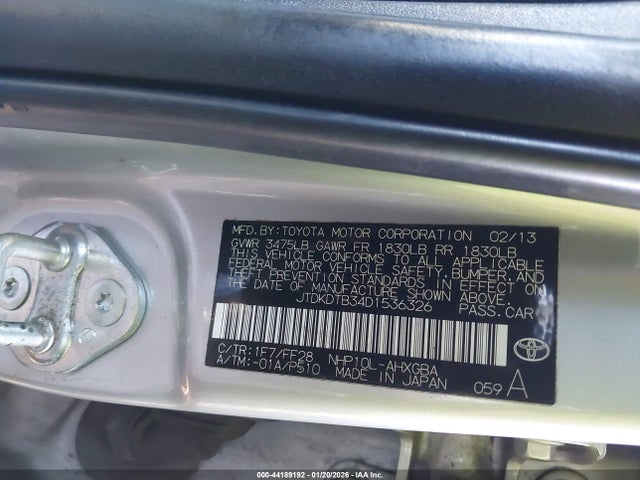 MFD.BY:TOYOTA MOTOR CORPORATION 02/13
GVWR 3475LB GAWR FR 1830LB RR 1830LB
THIS VEHICLE CONFORMS TO ALL APPLICABLE
FEDERAL MOTOR VEHICLE SAFETY, BUMPER, AND
THEFT PREVENTION STANDARDS IN EFFECT ON
THE DATE OF MANUFACTURE SHOWN ABOVE.
JTDKDTB34D1536326 PASS.CAR
C/TR:1F7/FF28 NHP10L-AHXGBA
A/TM:-01A/P510 MADE IN JAPAN 059A
000-44189192 | 01/20/2026 - IAA Inc.